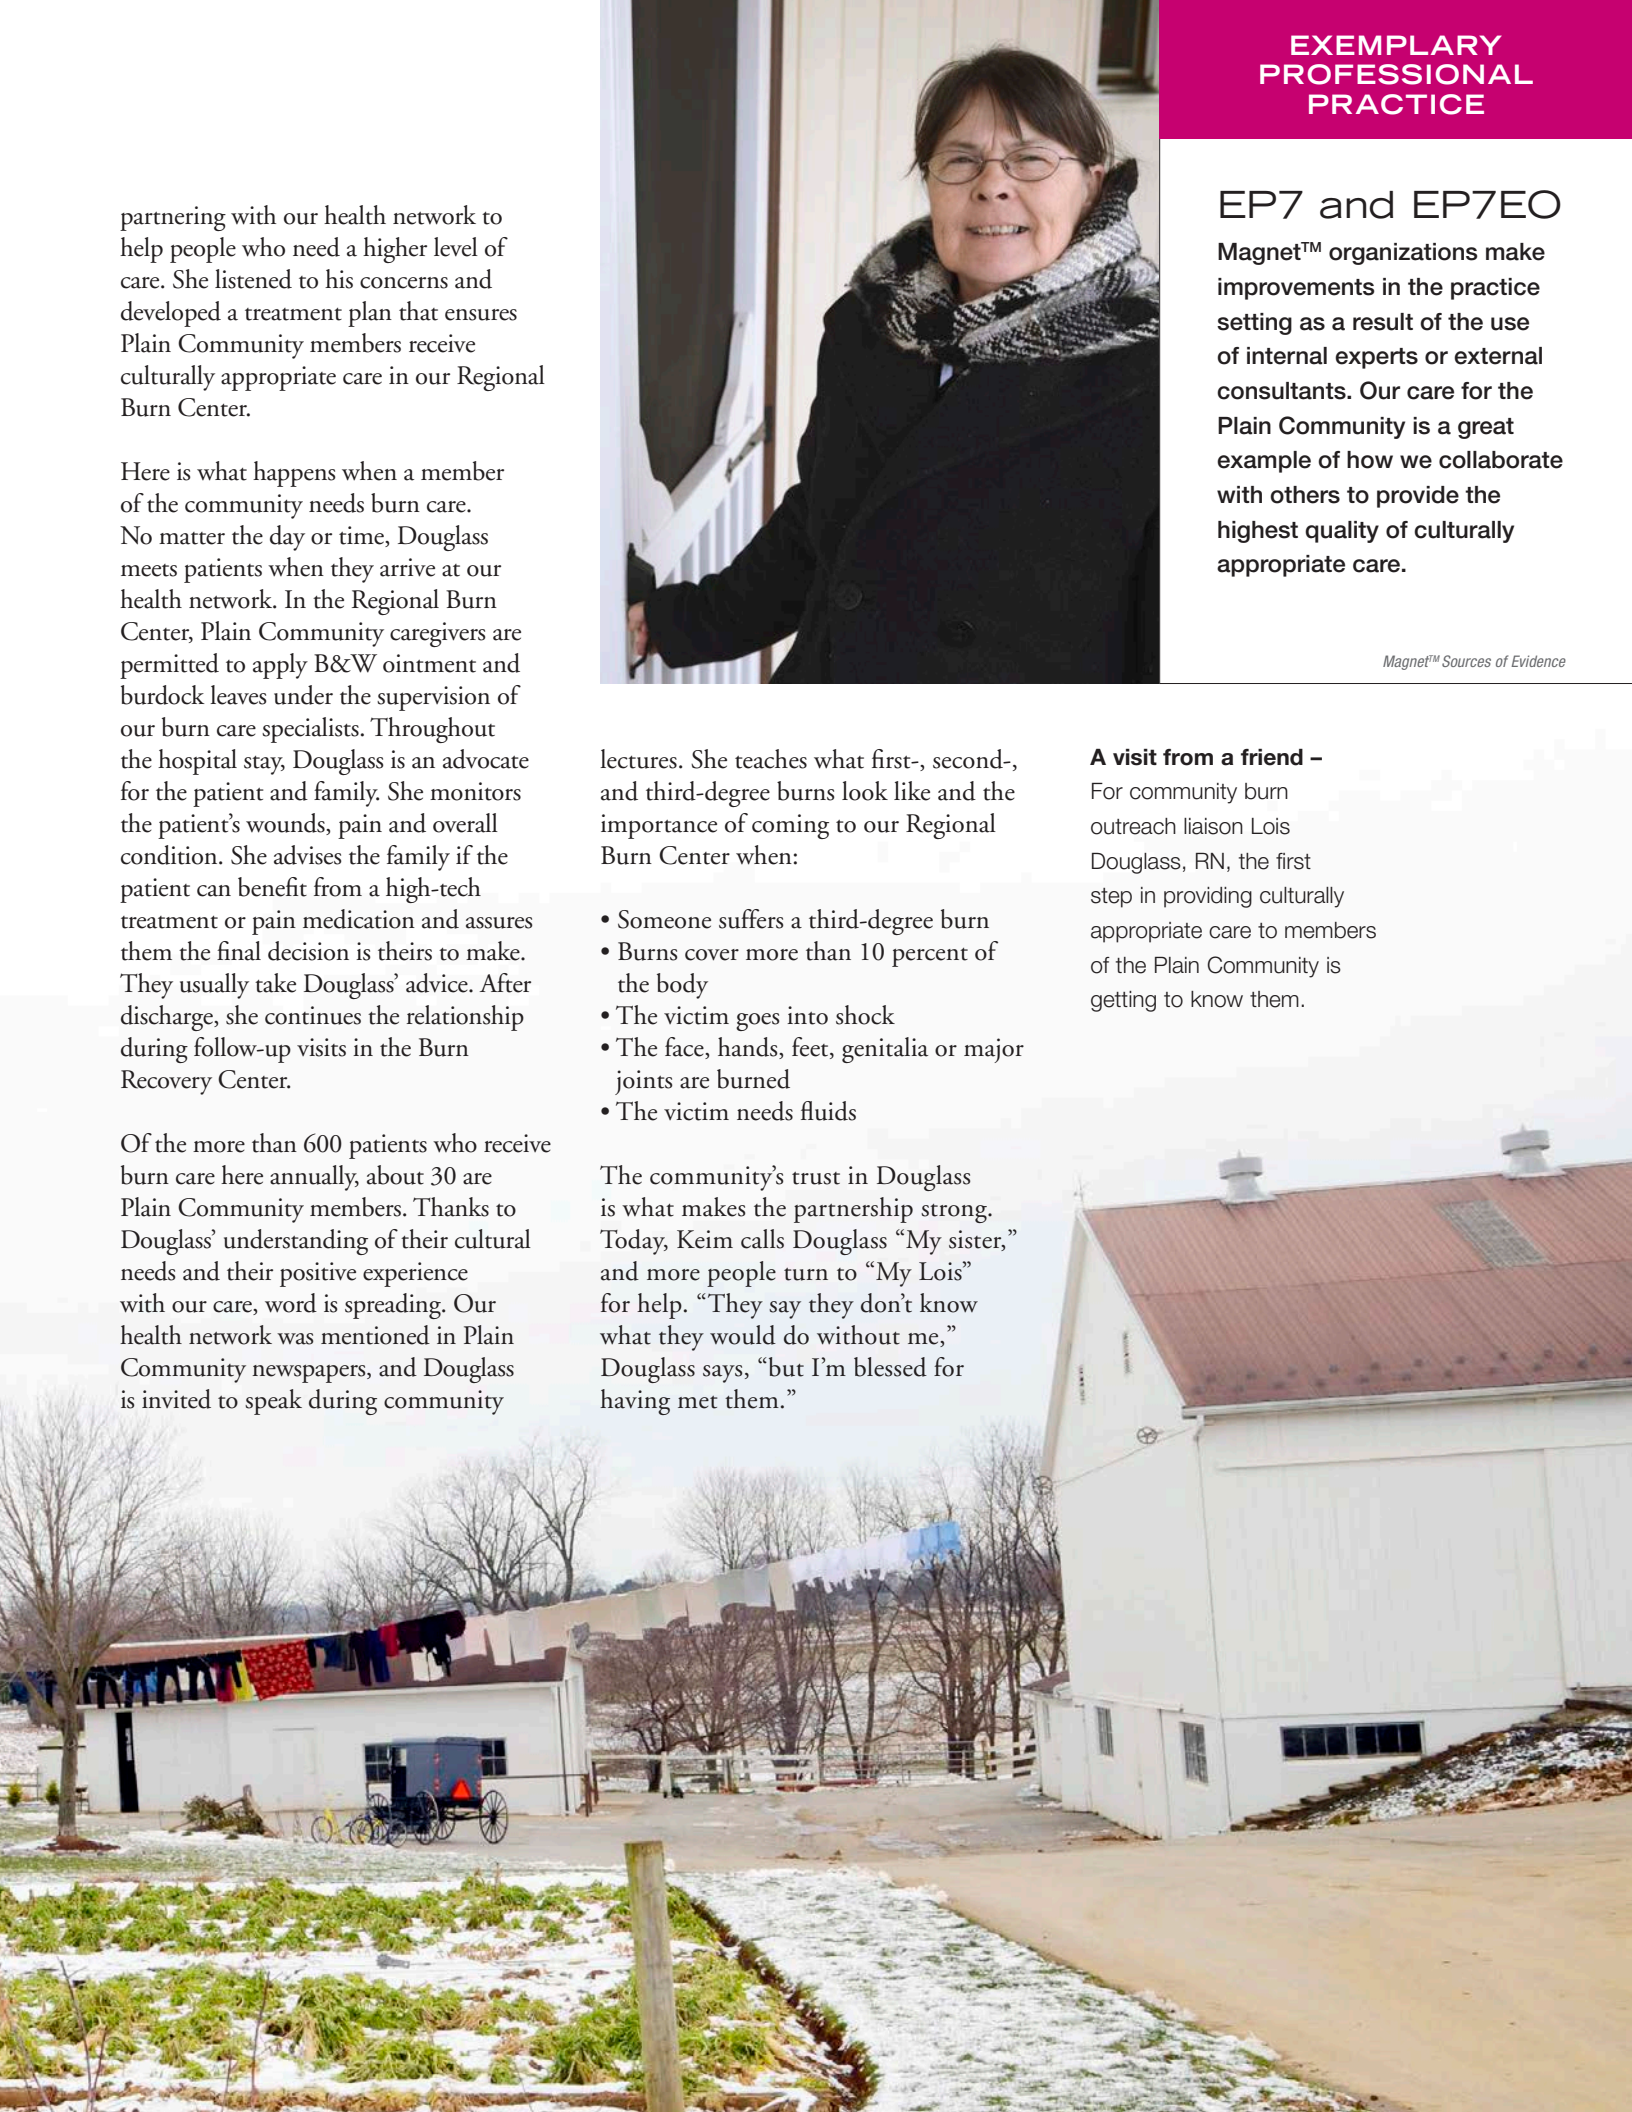 EXEMPLARY
PROFESSIONAL
PRACTICE
EP7 and EP7EO
Magnet™ organizations make
improvements in the practice
setting as a result of the use
of internal experts or external
consultants. Our care for the
Plain Community is a great
example of how we collaborate
with others to provide the
highest quality of culturally
appropriate care.
Magnet™ Sources of Evidence
partnering with our health network to
help people who need a higher level of
care. She listened to his concerns and
developed a treatment plan that ensures
Plain Community members receive
culturally appropriate care in our Regional
Burn Center.
Here is what happens when a member
of the community needs burn care.
No matter the day or time, Douglass
meets patients when they arrive at our
health network. In the Regional Burn
Center, Plain Community caregivers are
permitted to apply B&W ointment and
burdock leaves under the supervision of
our burn care specialists. Throughout
the hospital stay, Douglass is an advocate
for the patient and family. She monitors
the patient’s wounds, pain and overall
condition. She advises the family if the
patient can benefit from a high-tech
treatment or pain medication and assures
them the final decision is theirs to make.
They usually take Douglass’ advice. After
discharge, she continues the relationship
during follow-up visits in the Burn
Recovery Center.
Of the more than 600 patients who receive
burn care here annually, about 30 are
Plain Community members. Thanks to
Douglass’ understanding of their cultural
needs and their positive experience
with our care, word is spreading. Our
health network was mentioned in Plain
Community newspapers, and Douglass
is invited to speak during community
lectures. She teaches what first-, second-,
and third-degree burns look like and the
importance of coming to our Regional
Burn Center when:
• Someone suffers a third-degree burn
• Burns cover more than 10 percent of
the body
• The victim goes into shock
• The face, hands, feet, genitalia or major
joints are burned
• The victim needs fluids
The community’s trust in Douglass
is what makes the partnership strong.
Today, Keim calls Douglass “My sister,”
and more people turn to “My Lois”
for help. “They say they don’t know
what they would do without me,”
Douglass says, “but I’m blessed for
having met them.”
A visit from a friend –
For community burn
outreach liaison Lois
Douglass, RN, the first
step in providing culturally
appropriate care to members
of the Plain Community is
getting to know them.